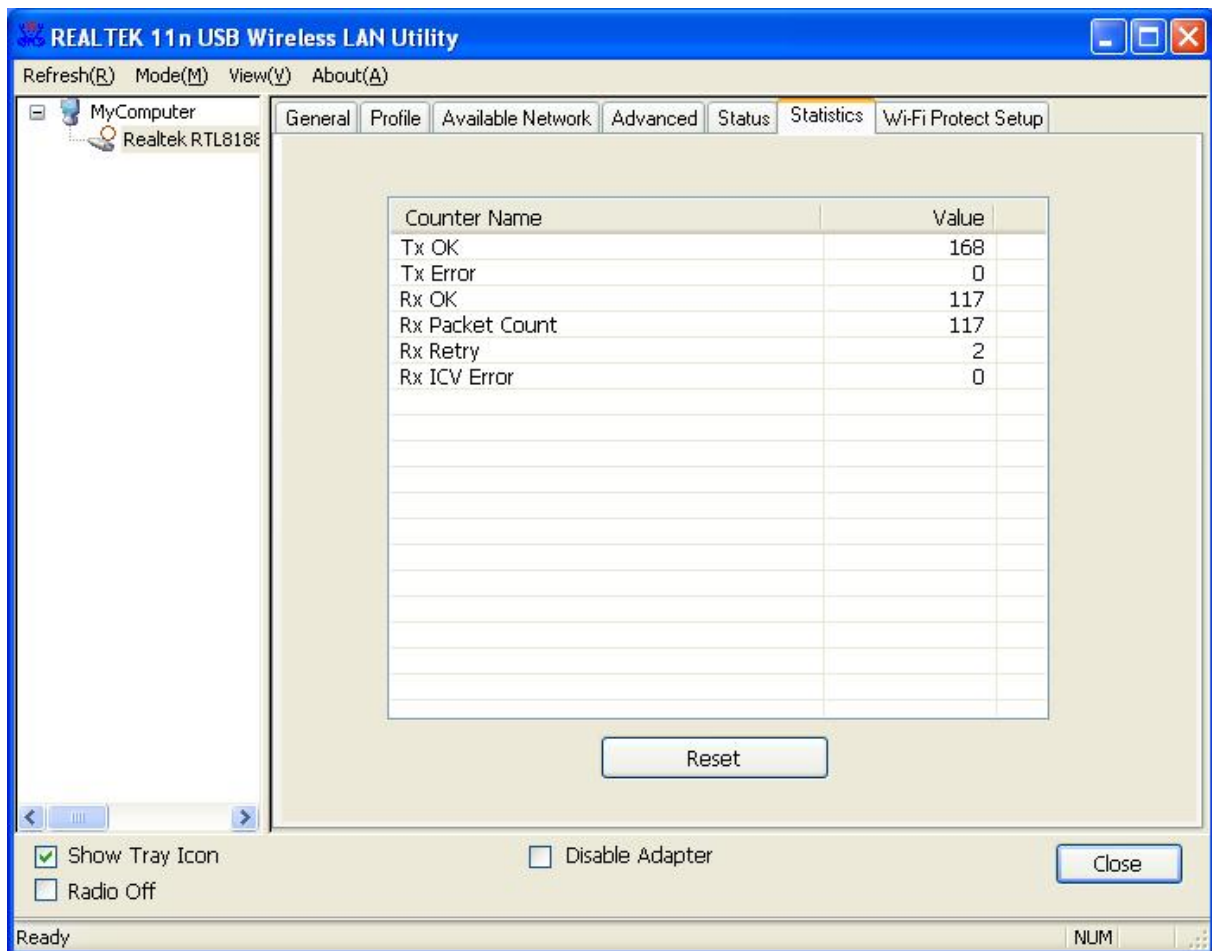 REALTEK 11n USB Wireless LAN Utility
Refresh(R) Mode(M) View(V) About(A)
MyComputer
Realtek RTL8188
General Profile Available Network Advanced Status Statistics Wi-Fi Protect Setup
Counter Name Value
Tx OK 168
Tx Error 0
Rx OK 117
Rx Packet Count 117
Rx Retry 2
Rx ICV Error 0
Reset
Show Tray Icon Disable Adapter Close
Radio Off
Ready NUM